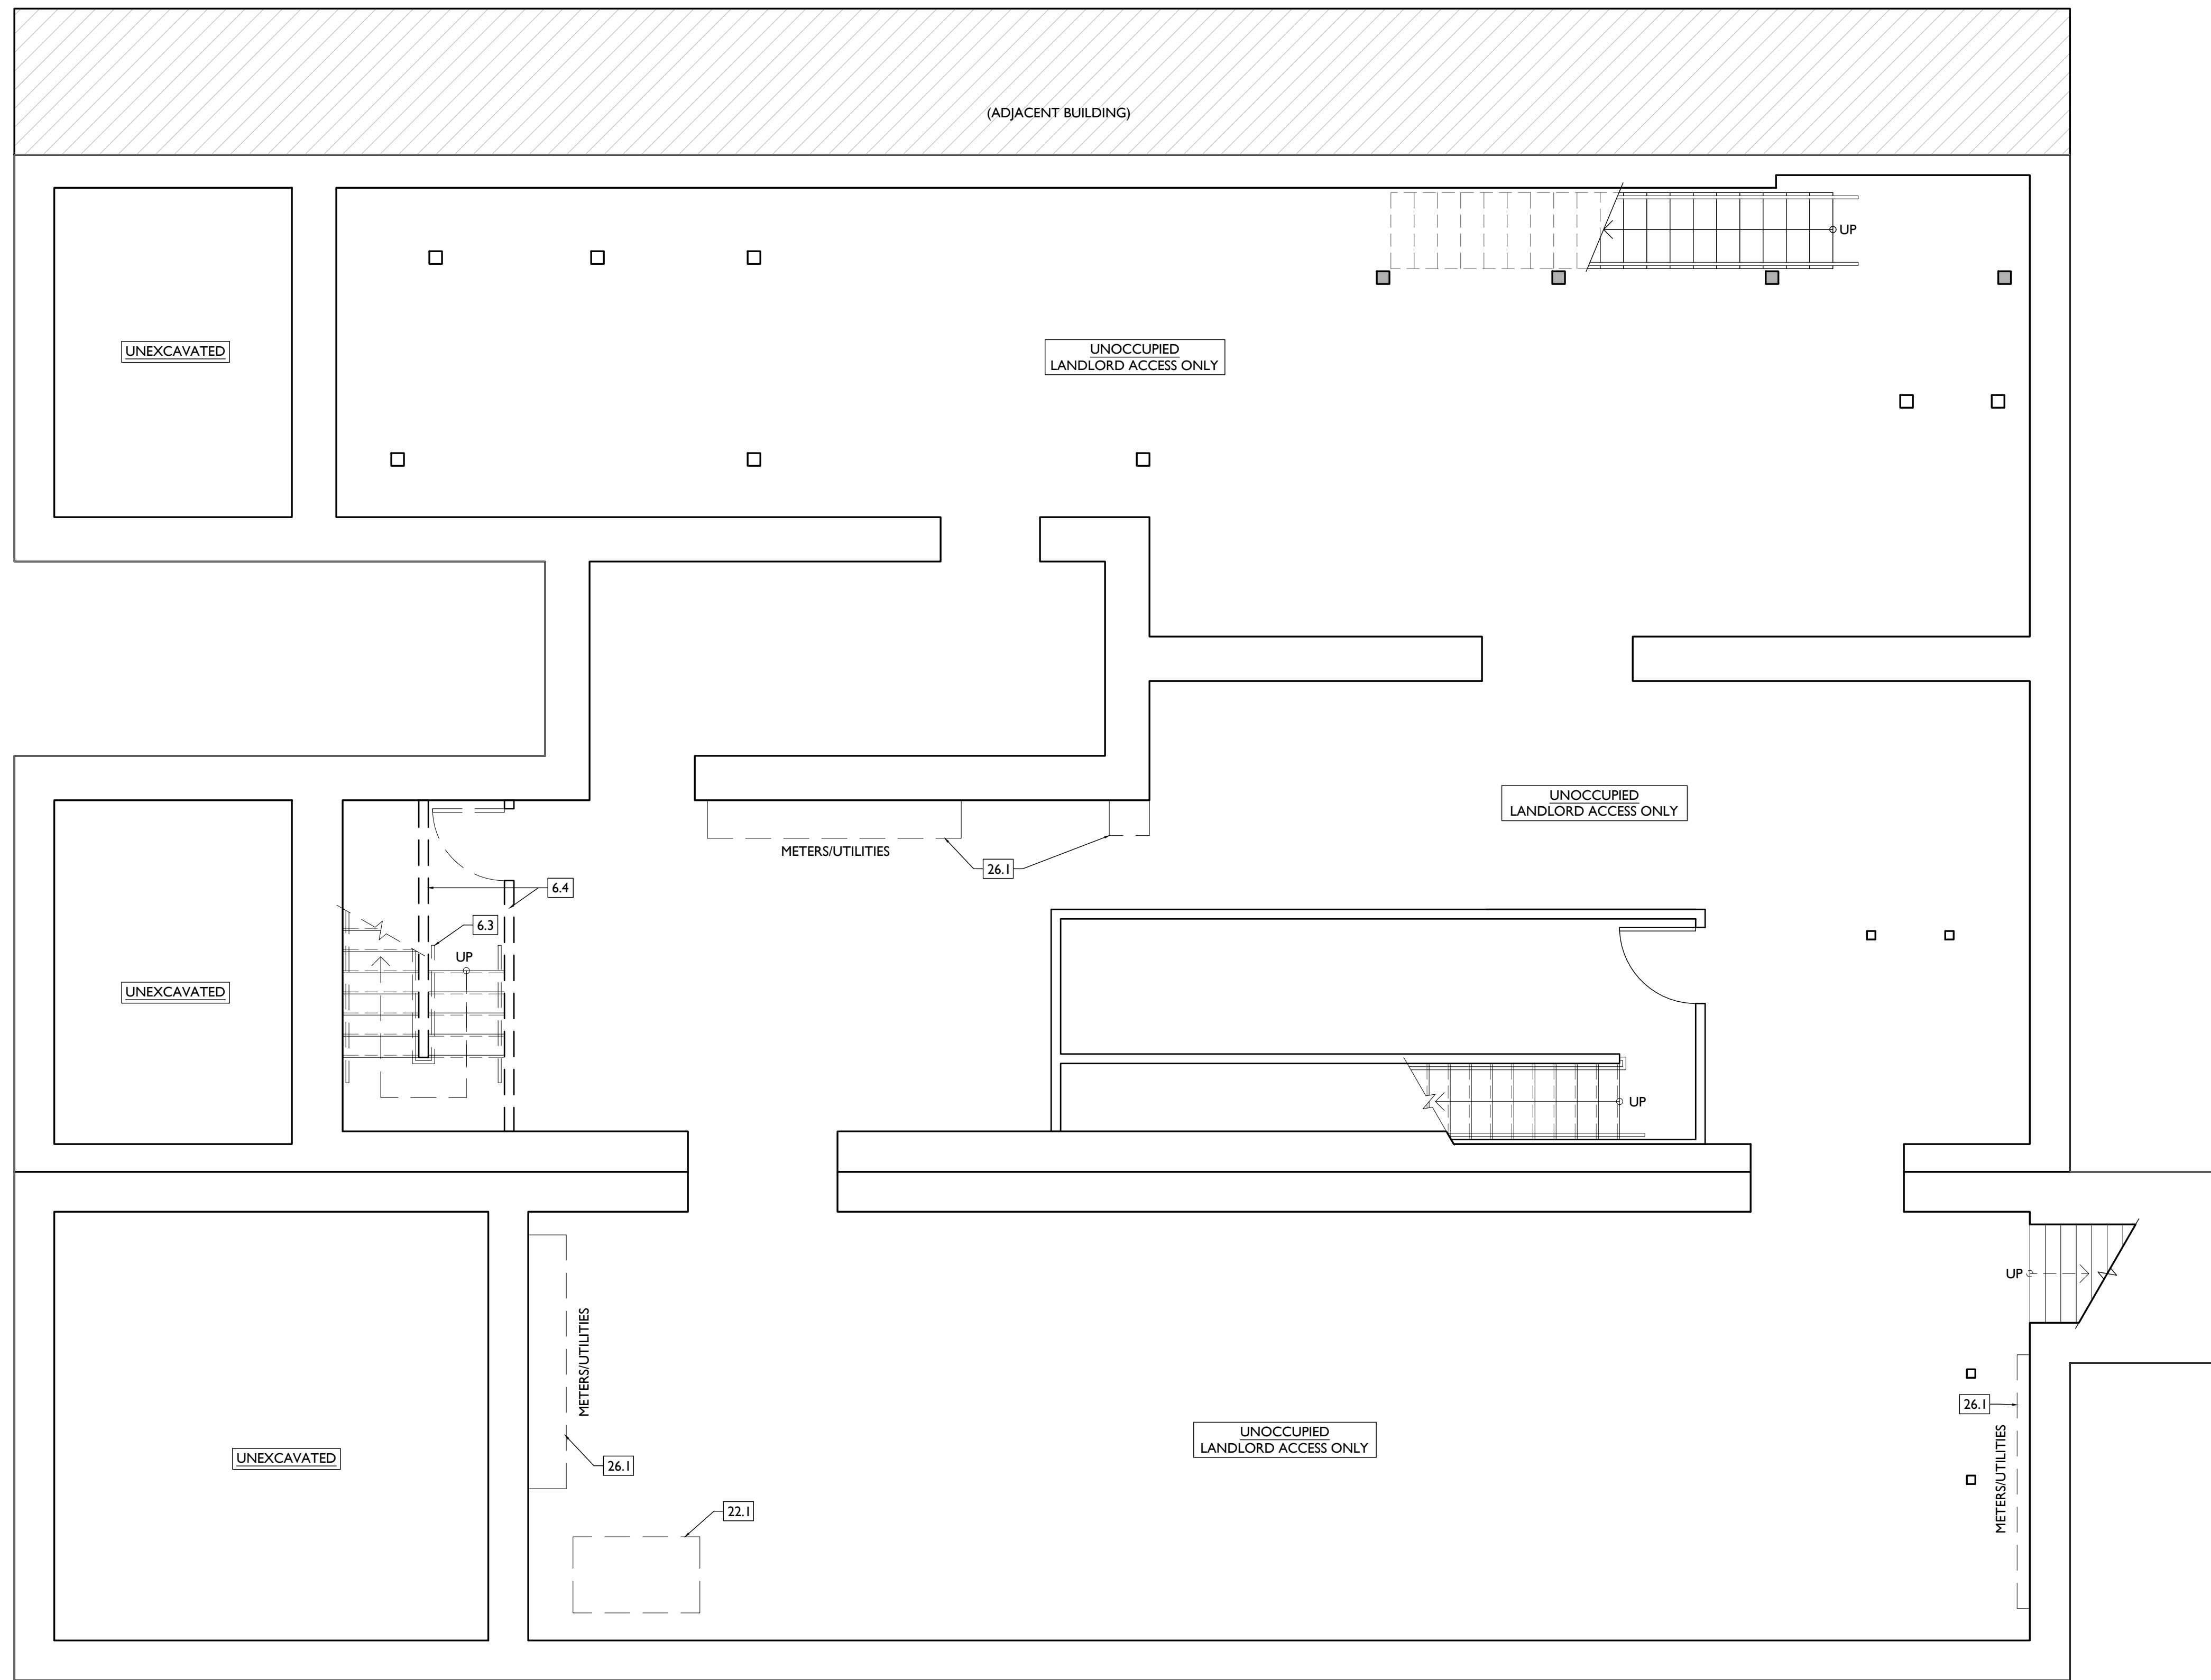 (ADJACENT BUILDING)
UP
UNEXCAVATED
UNOCCUPIED
LANDLORD ACCESS ONLY
UNOCCUPIED
LANDLORD ACCESS ONLY
METERS/UTILITIES
26.1
6.4
6.3
UP
UNEXCAVATED
UP
UP
METERS/UTILITIES
26.1
UNOCCUPIED
LANDLORD ACCESS ONLY
26.1
METERS/UTILITIES
UNEXCAVATED
22.1